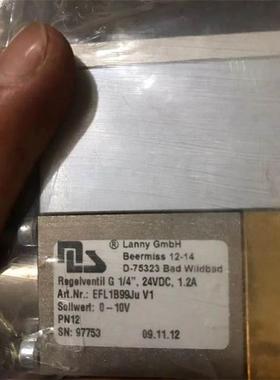 MLS ® Lanny GmbH
Beermiss 12-14
D-75323 Bad Wildbad
Regelventil G 1/4", 24VDC, 1.2A
Art.Nr.: EFL1B99Ju V1
Sollwert: 0-10V
PN12
SN: 97753 09.11.12